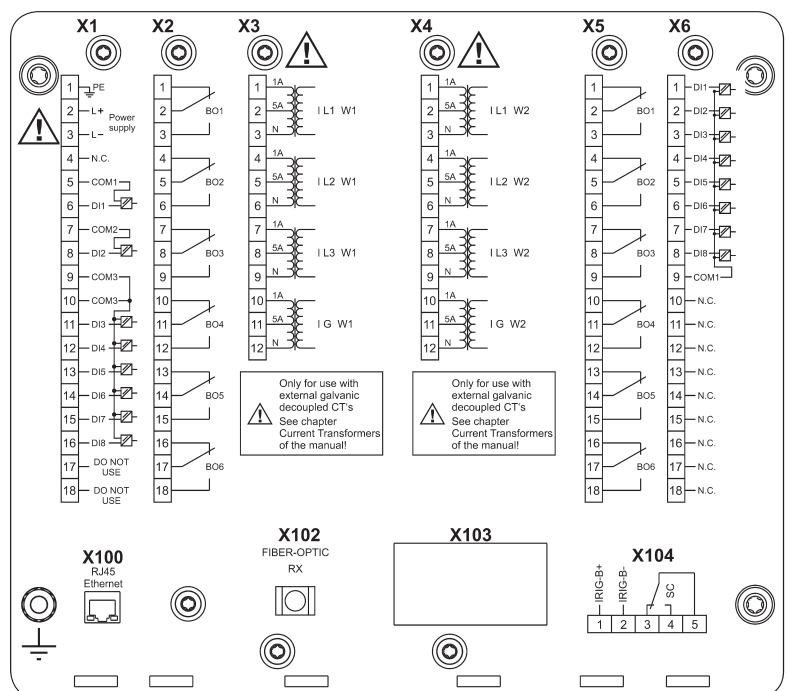 X1 X2 X3 X4 X5 X6
1 PE
2 L+ Power
supply
3 L−
4 N.C.
5 COM1
6 DI1
7 COM2
8 DI2
9 COM3
10 COM3
11 DI3
12 DI4
13 DI5
14 DI6
15 DI7
16 DI8
17 DO NOT
USE
18 DO NOT
USE
1
2 BO1
3
4
5 BO2
6
7
8 BO3
9
10
11 BO4
12
13
14 BO5
15
16
17 BO6
18
1 1A
2 5A I L1 W1
3 N
4 1A
5 5A I L2 W1
6 N
7 1A
8 5A I L3 W1
9 N
10 1A
11 5A I G W1
12 N
Only for use with
external galvanic
decoupled CT's
See chapter
Current Transformers
of the manual!
1 1A
2 5A I L1 W2
3 N
4 1A
5 5A I L2 W2
6 N
7 1A
8 5A I L3 W2
9 N
10 1A
11 5A I G W2
12 N
Only for use with
external galvanic
decoupled CT's
See chapter
Current Transformers
of the manual!
1
2 BO1
3
4
5 BO2
6
7
8 BO3
9
10
11 BO4
12
13
14 BO5
15
16
17 BO6
18
1 DI1
2 DI2
3 DI3
4 DI4
5 DI5
6 DI6
7 DI7
8 DI8
9 COM1
10 N.C.
11 N.C.
12 N.C.
13 N.C.
14 N.C.
15 N.C.
16 N.C.
17 N.C.
18 N.C.
X100
RJ45
Ethernet
X102
FIBER-OPTIC
RX
X103
X104
IRIG-B+
IRIG-B-
SC
1 2 3 4 5